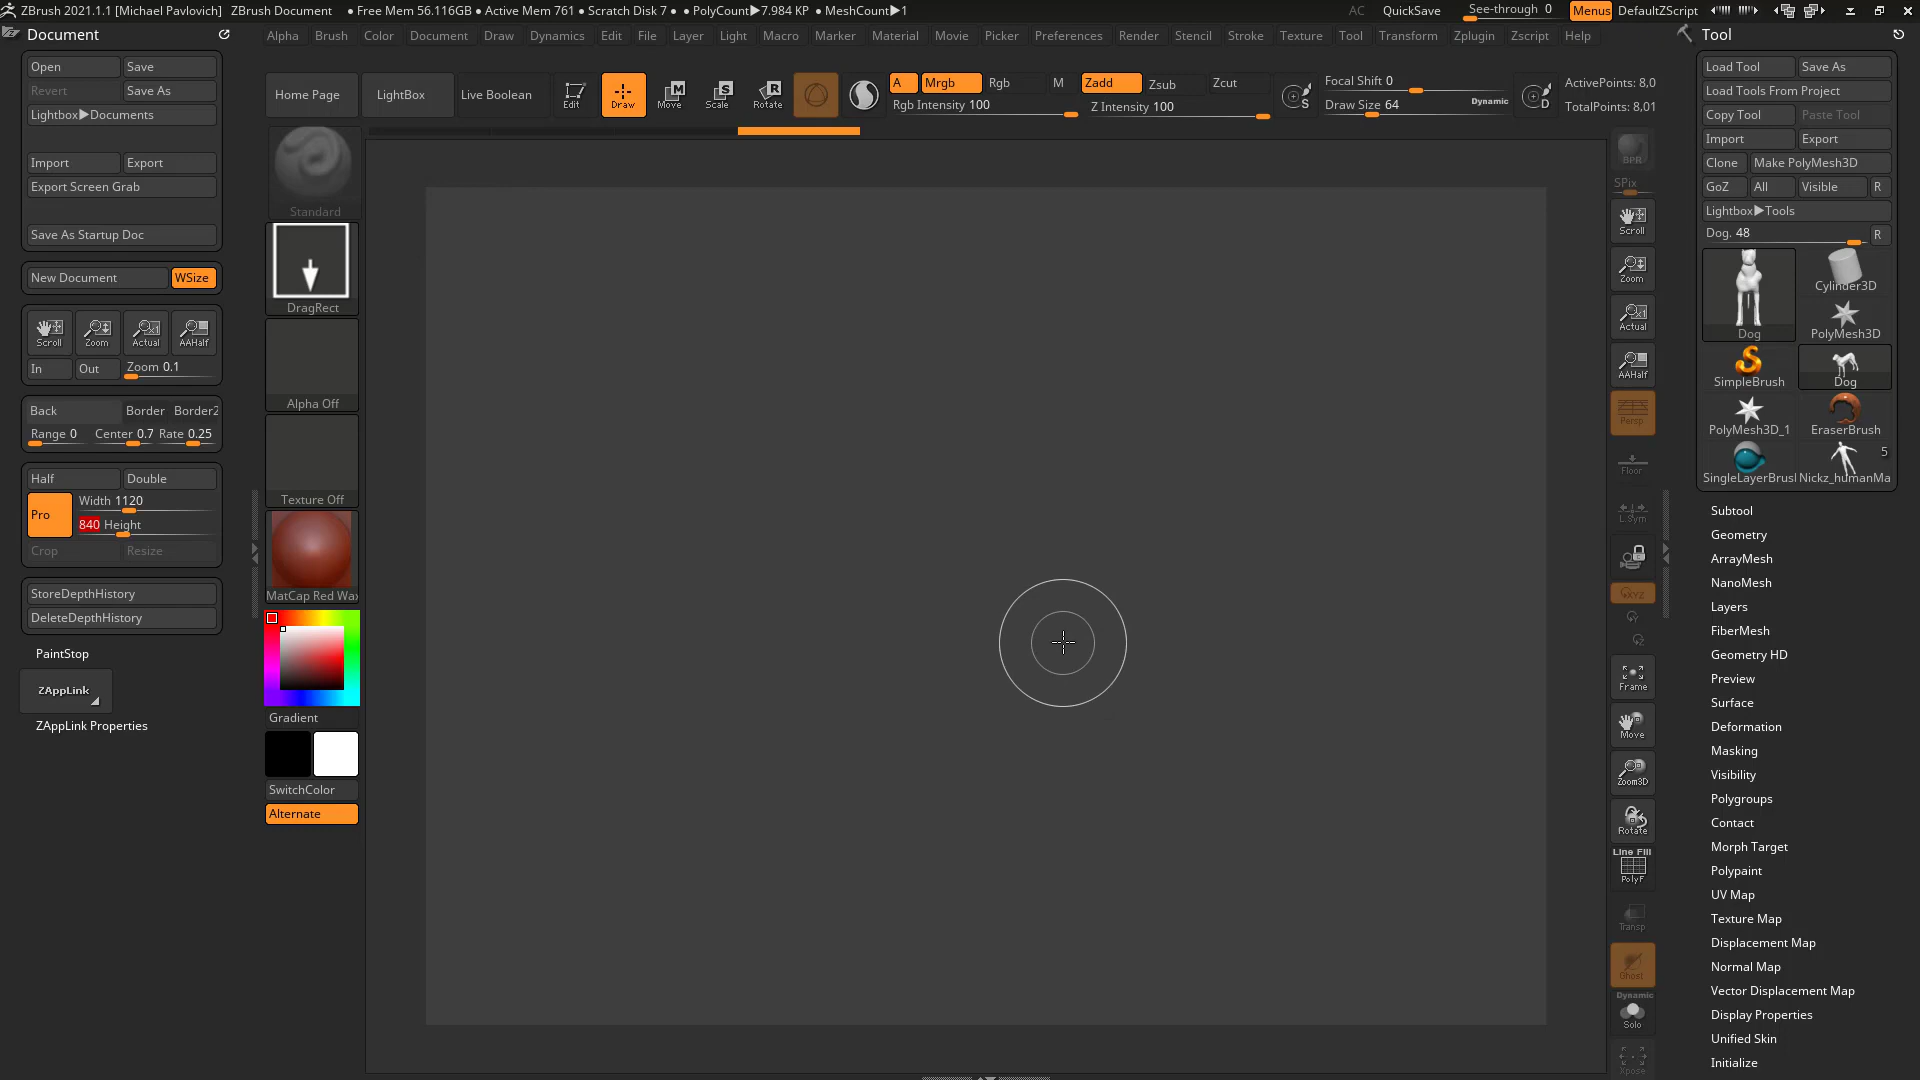 ZBrush 2021.1.1 [Michael Pavlovich] ZBrush Document • Free Mem 56.116GB • Active Mem 761 • Scratch Disk 7 • PolyCount▶7.984 KP • MeshCount▶1 AC QuickSave See-through 0 Menus DefaultZScript
Document
Alpha Brush Color Document Draw Dynamics Edit File Layer Light Macro Marker Material Movie Picker Preferences Render Stencil Stroke Texture Tool Transform Zplugin Zscript Help
Tool
Open Save
Revert Save As
Lightbox▶Documents
Import Export
Export Screen Grab
Save As Startup Doc
New Document WSize
Scroll Zoom Actual AAHalf
In Out Zoom 0.1
Back Border Border2
Range 0 Center 0.7 Rate 0.25
Half Double
Pro Width 1120
840 Height
Crop Resize
StoreDepthHistory
DeleteDepthHistory
PaintStop
ZAppLink
ZAppLink Properties
Home Page LightBox Live Boolean
Edit Draw Move Scale Rotate
A Mrgb Rgb M Zadd Zsub Zcut
Rgb Intensity 100 Z Intensity 100
S
Focal Shift 0
Draw Size 64 Dynamic
D
ActivePoints: 8,0
TotalPoints: 8,01
Standard
DragRect
Alpha Off
Texture Off
MatCap Red Wax
Gradient
SwitchColor
Alternate
BPR
SPix
Scroll
Zoom
Actual
AAHalf
Persp
Floor
L.Sym
XYZ
Frame
Move
Zoom3D
Rotate
Line Fill
PolyF
Transp
Ghost
Dynamic
Solo
Xpose
Load Tool Save As
Load Tools From Project
Copy Tool Paste Tool
Import Export
Clone Make PolyMesh3D
GoZ All Visible R
Lightbox▶Tools
Dog. 48 R
Dog Cylinder3D
PolyMesh3D
SimpleBrush Dog
PolyMesh3D_1 EraserBrush
5
SingleLayerBrusl Nickz_humanMa
Subtool
Geometry
ArrayMesh
NanoMesh
Layers
FiberMesh
Geometry HD
Preview
Surface
Deformation
Masking
Visibility
Polygroups
Contact
Morph Target
Polypaint
UV Map
Texture Map
Displacement Map
Normal Map
Vector Displacement Map
Display Properties
Unified Skin
Initialize